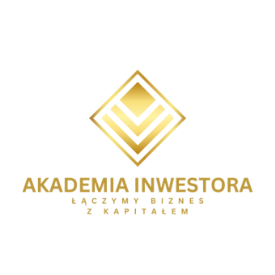 AKADEMIA INWESTORA
ŁĄCZYMY BIZNES
Z KAPITAŁEM